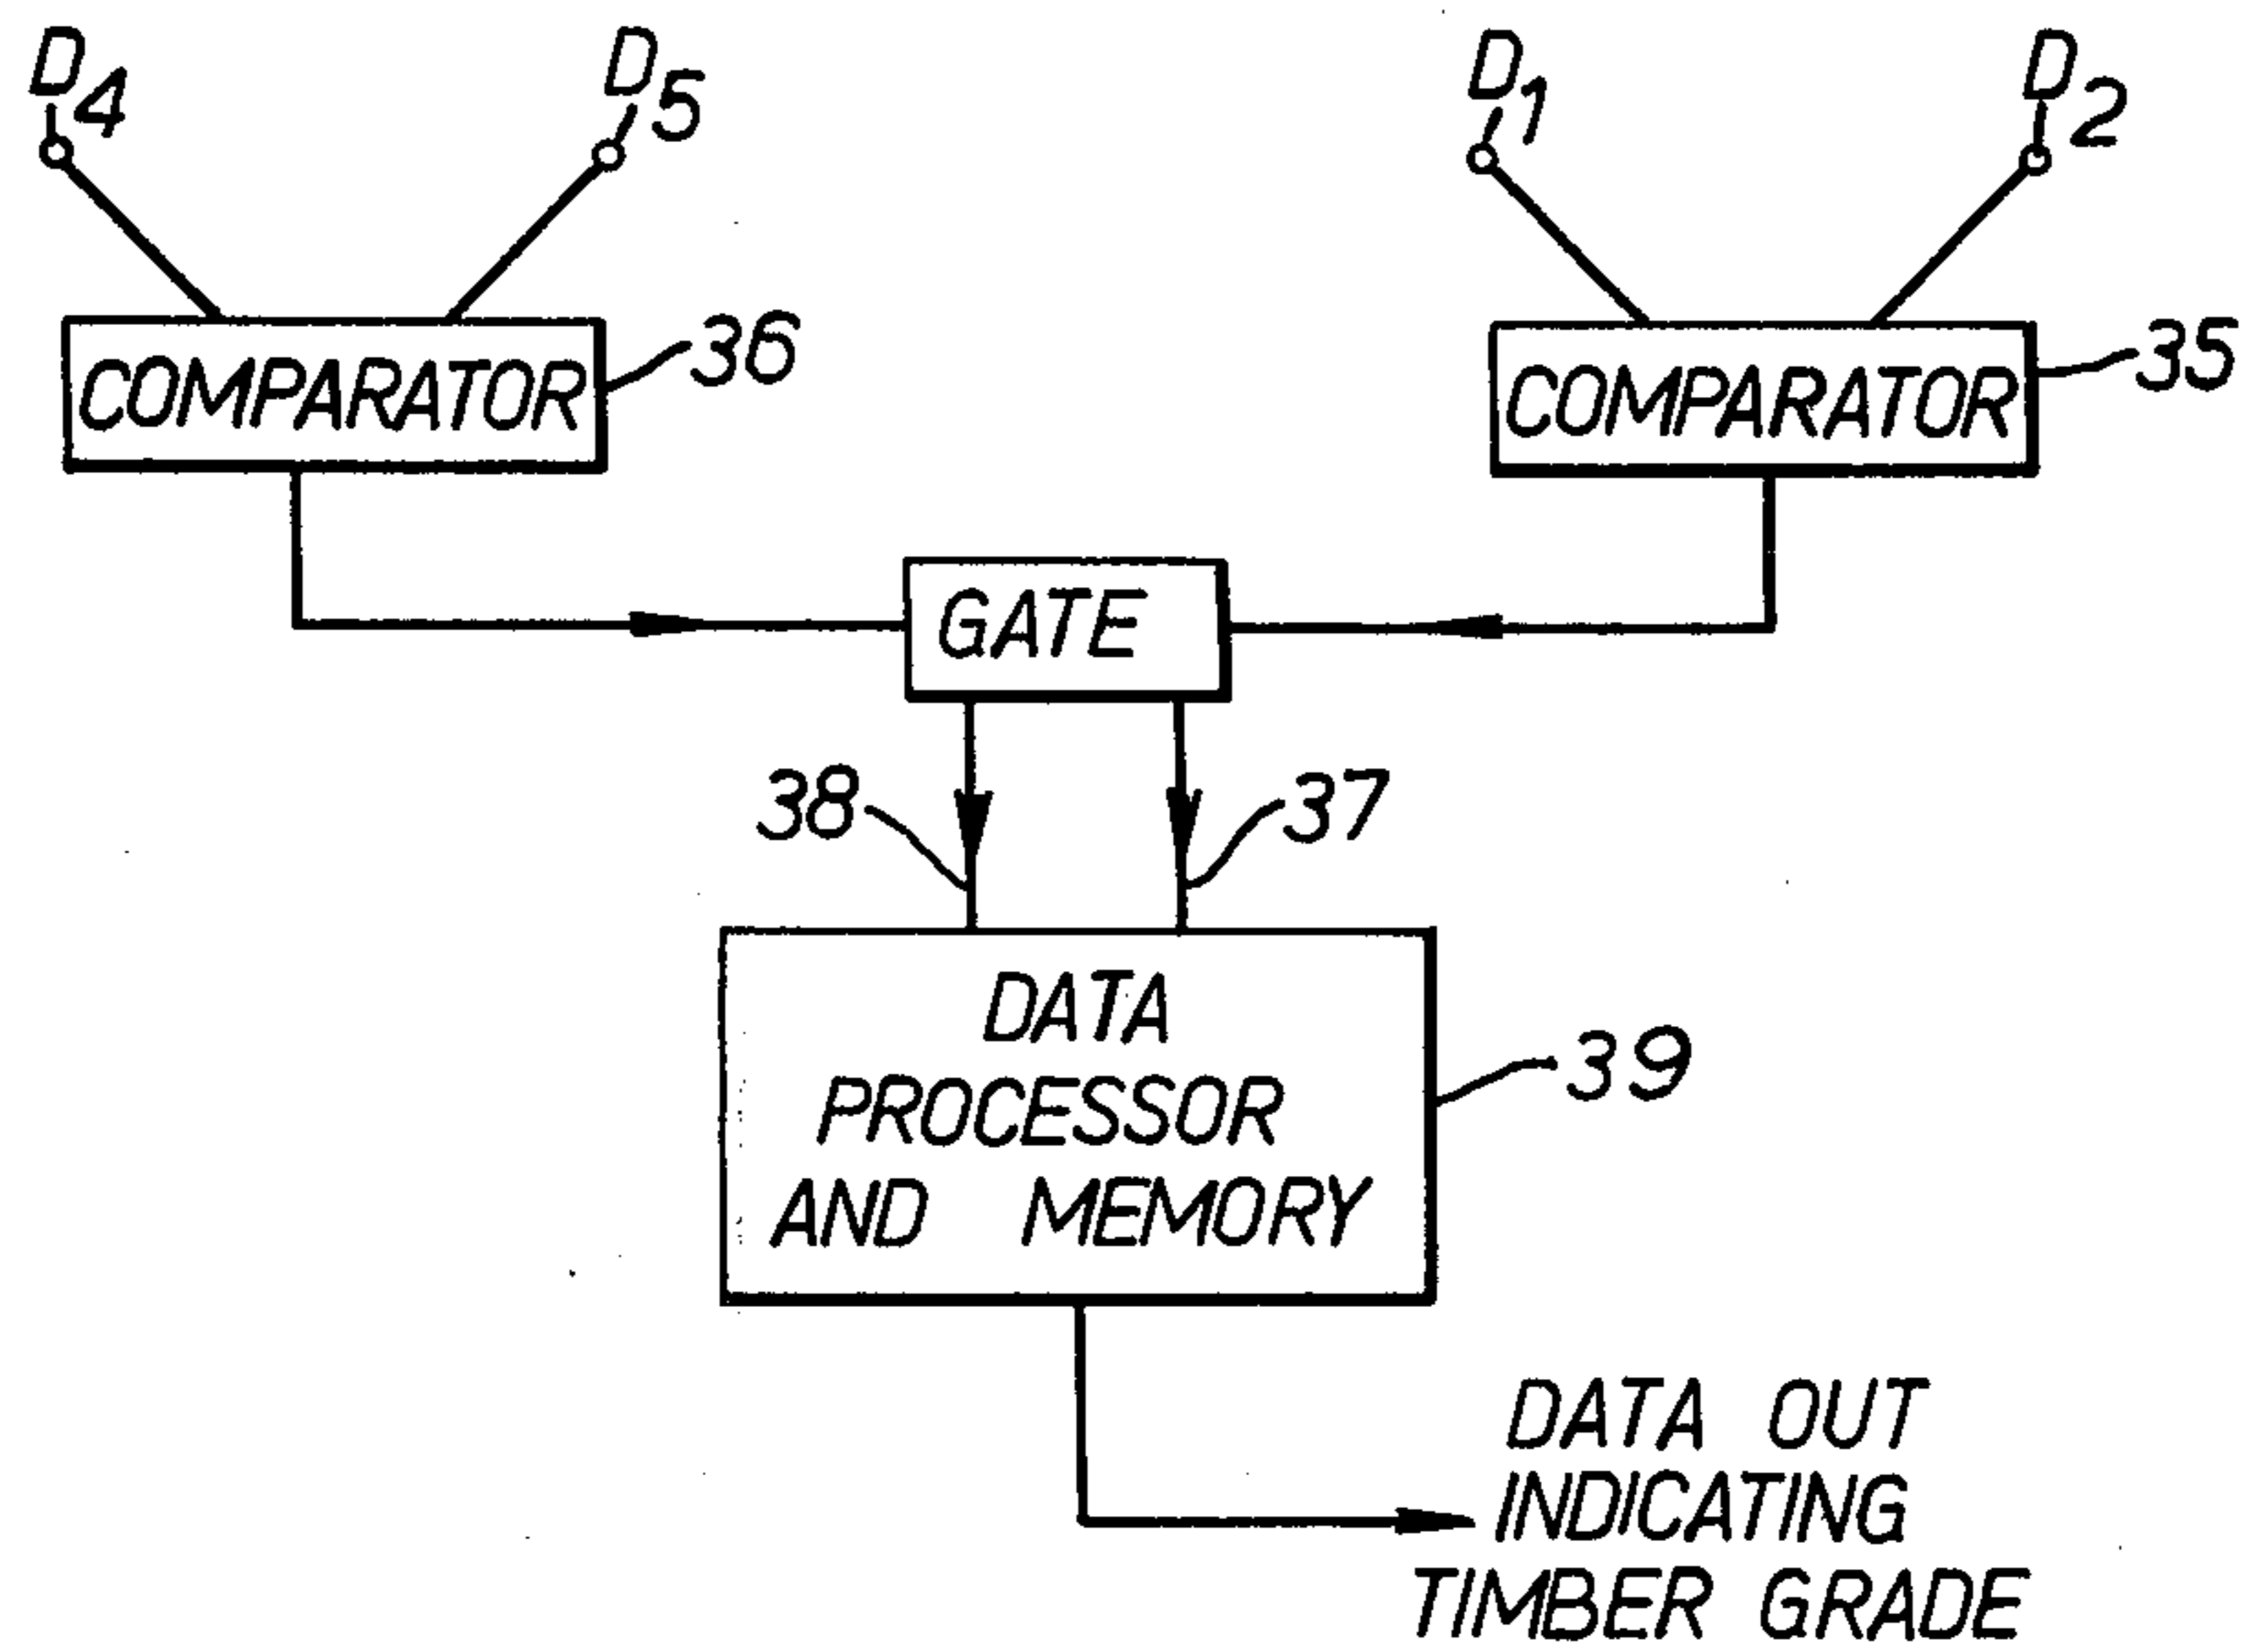 D4 D5 D1 D2
COMPARATOR 36 COMPARATOR 35
GATE
38 37
DATA
PROCESSOR
AND MEMORY
39
DATA OUT
INDICATING
TIMBER GRADE